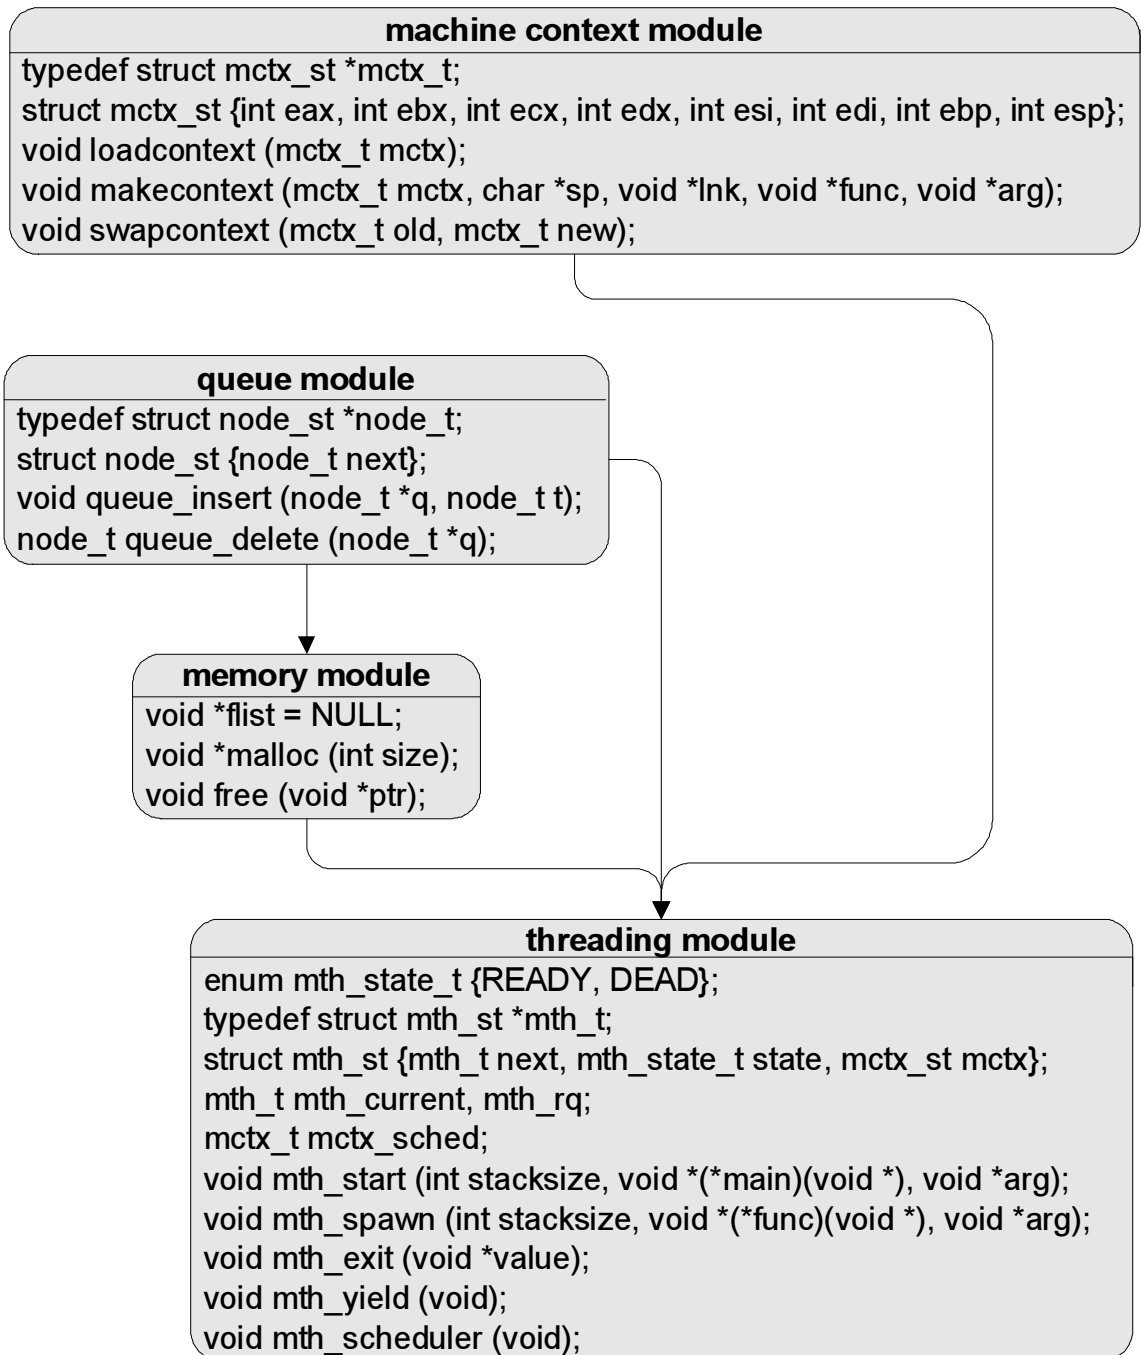 machine context module
typedef struct mctx_st *mctx_t;
struct mctx_st {int eax, int ebx, int ecx, int edx, int esi, int edi, int ebp, int esp};
void loadcontext (mctx_t mctx);
void makecontext (mctx_t mctx, char *sp, void *lnk, void *func, void *arg);
void swapcontext (mctx_t old, mctx_t new);
queue module
typedef struct node_st *node_t;
struct node_st {node_t next};
void queue_insert (node_t *q, node_t t);
node_t queue_delete (node_t *q);
memory module
void *flist = NULL;
void *malloc (int size);
void free (void *ptr);
threading module
enum mth_state_t {READY, DEAD};
typedef struct mth_st *mth_t;
struct mth_st {mth_t next, mth_state_t state, mctx_st mctx};
mth_t mth_current, mth_rq;
mctx_t mctx_sched;
void mth_start (int stacksize, void *(*main)(void *), void *arg);
void mth_spawn (int stacksize, void *(*func)(void *), void *arg);
void mth_exit (void *value);
void mth_yield (void);
void mth_scheduler (void);